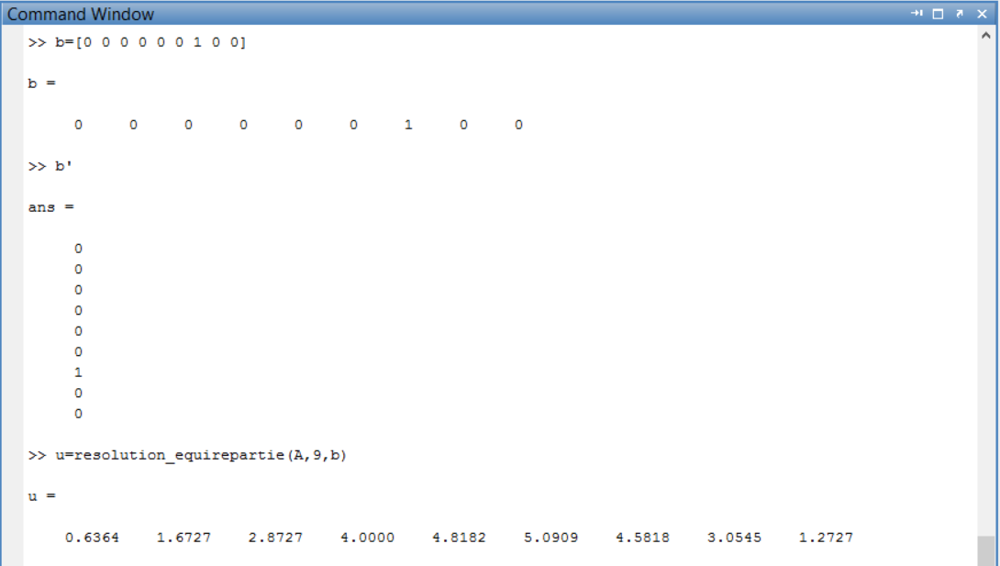 Command Window
>> b=[0 0 0 0 0 0 1 0 0]
b =
0 0 0 0 0 0 1 0 0
>> b'
ans =
0
0
0
0
0
0
1
0
0
>> u=resolution_equirepartie(A,9,b)
u =
0.6364 1.6727 2.8727 4.0000 4.8182 5.0909 4.5818 3.0545 1.2727